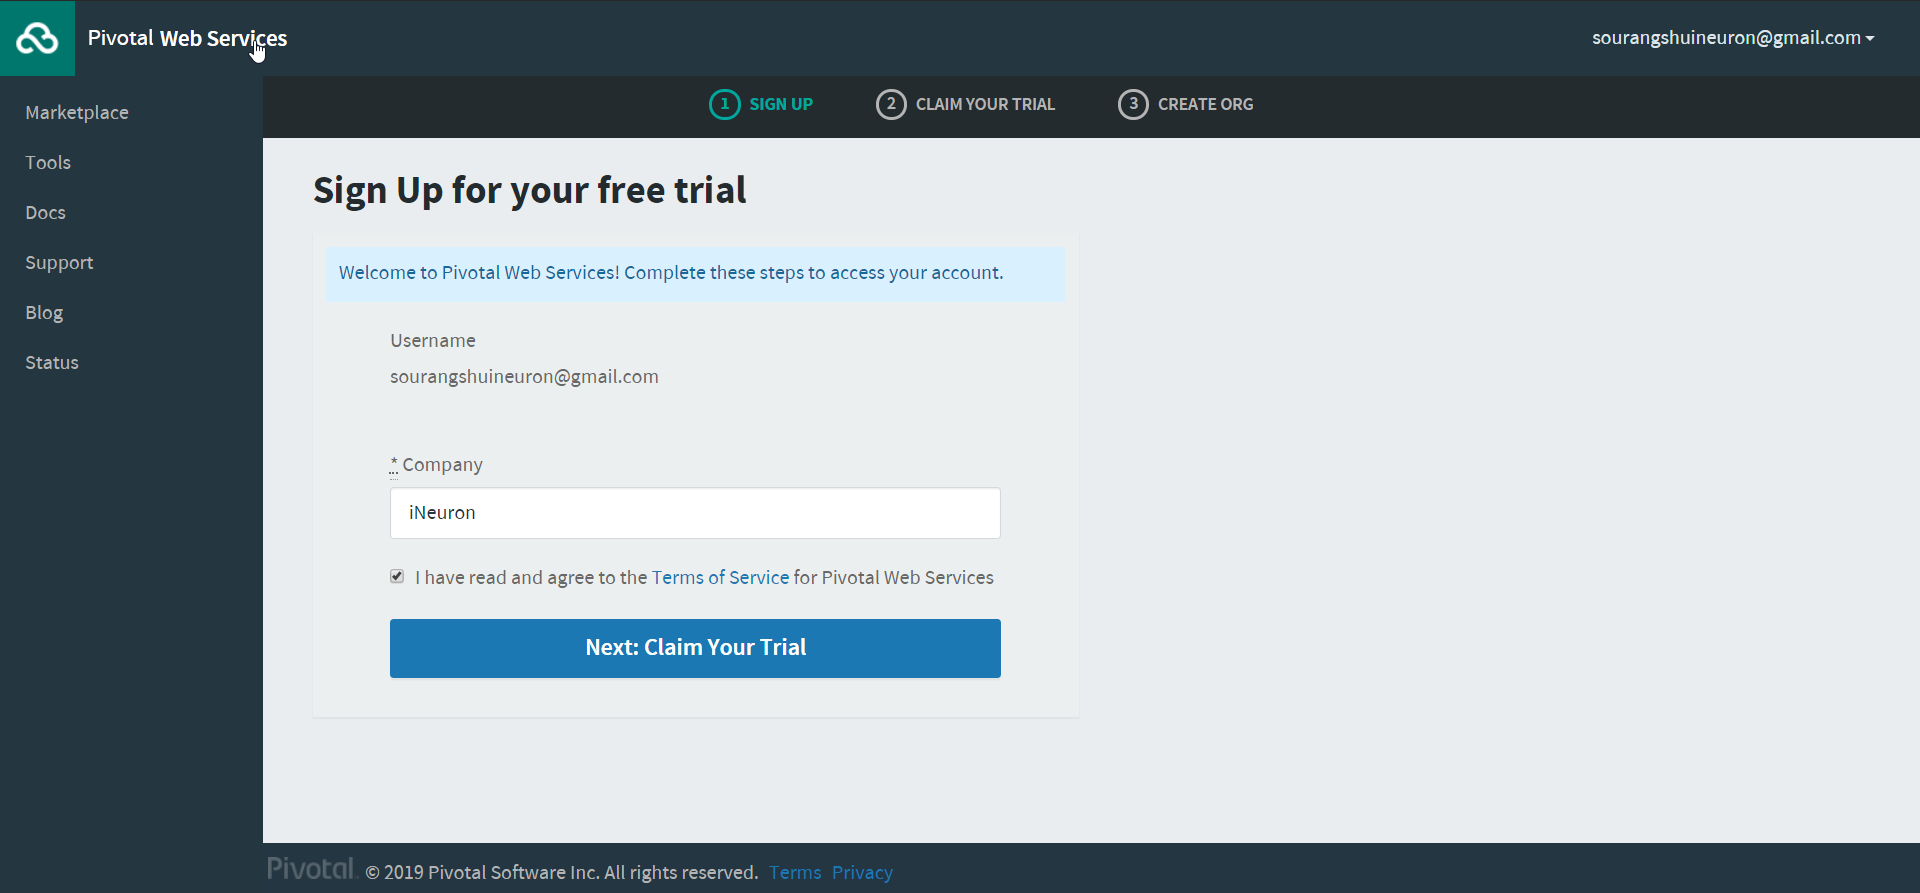 Pivotal Web Services
sourangshuineuron@gmail.com
Marketplace
Tools
Docs
Support
Blog
Status
1 SIGN UP
2 CLAIM YOUR TRIAL
3 CREATE ORG
Sign Up for your free trial
Welcome to Pivotal Web Services! Complete these steps to access your account.
Username
sourangshuineuron@gmail.com
* Company
iNeuron
I have read and agree to the Terms of Service for Pivotal Web Services
Next: Claim Your Trial
Pivotal. © 2019 Pivotal Software Inc. All rights reserved. Terms Privacy